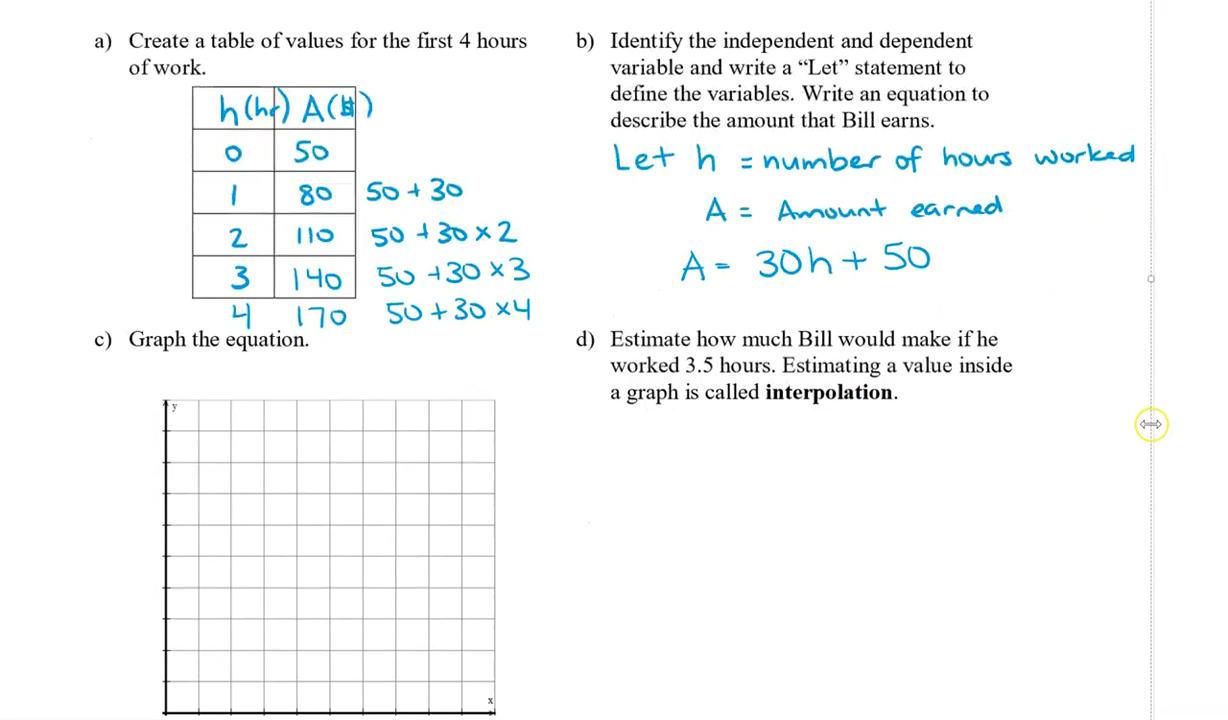 a) Create a table of values for the first 4 hours
of work.
h (hr) A ($)
0 50
1 80 50 + 30
2 110 50 + 30 × 2
3 140 50 + 30 × 3
4 170 50 + 30 × 4
b) Identify the independent and dependent
variable and write a “Let” statement to
define the variables. Write an equation to
describe the amount that Bill earns.
Let h = number of hours worked
A = Amount earned
A = 30h + 50
c) Graph the equation.
y
x
d) Estimate how much Bill would make if he
worked 3.5 hours. Estimating a value inside
a graph is called interpolation.